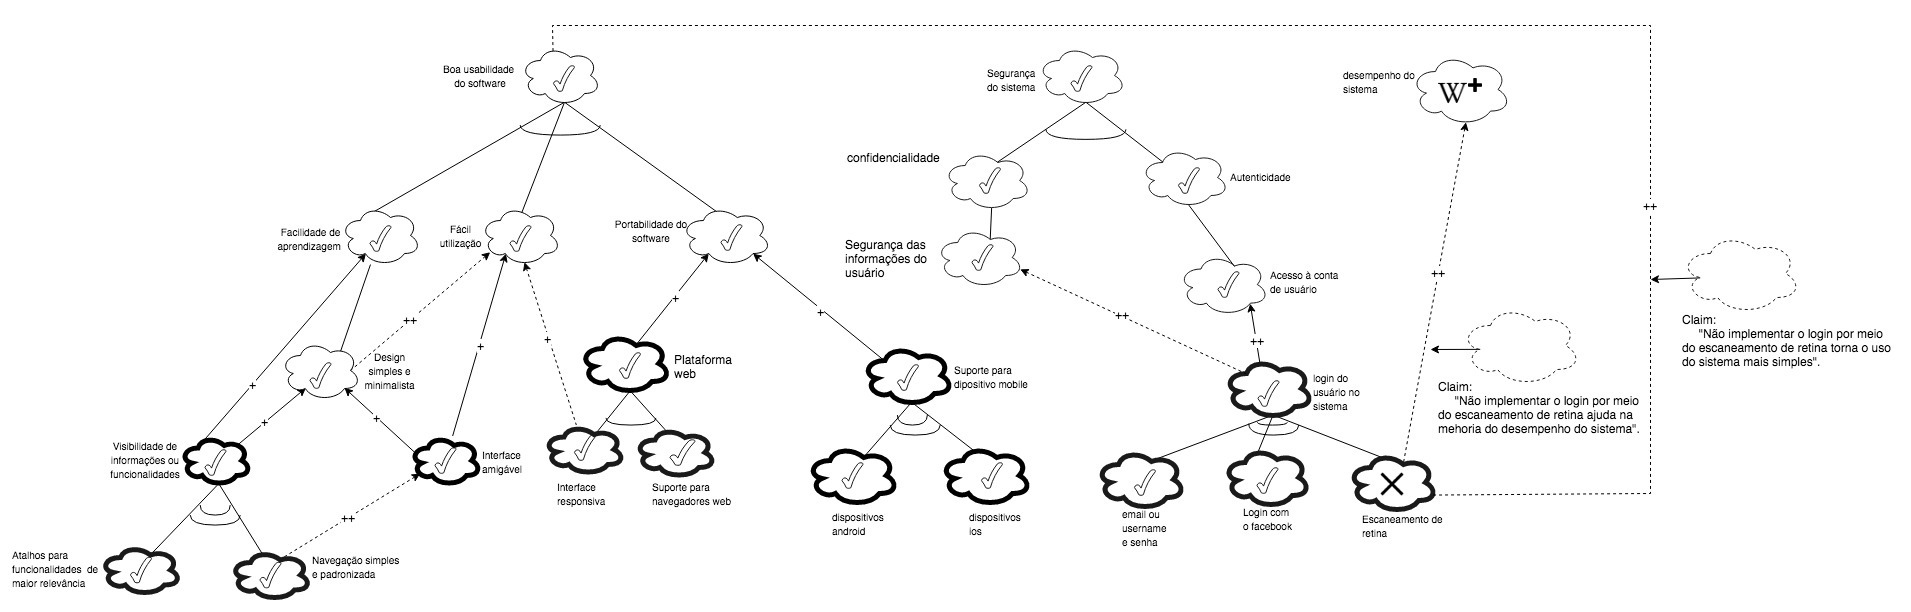 Boa usabilidade
do software
Segurança
do sistema
desempenho do
sistema
W+
confidencialidade
Autenticidade
++
Facilidade de
aprendizagem
Fácil
utilização
Portabilidade do
software
Segurança das
informações do
usuário
Acesso à conta
de usuário
++
+
+
++
++
++
Claim:
"Não implementar o login por meio
do escaneamento de retina torna o uso
do sistema mais simples".
+
+
++
Design
simples e
minimalista
Plataforma
web
Suporte para
dipositivo mobile
login do
usuário no
sistema
Claim:
"Não implementar o login por meio
do escaneamento de retina ajuda na
mehoria do desempenho do sistema".
+
+
+
Visibilidade de
informações ou
funcionalidades
Interface
amigável
Interface
responsiva
Suporte para
navegadores web
dispositivos
android
dispositivos
ios
email ou
username
e senha
Login com
o facebook
Escaneamento de
retina
++
Atalhos para
funcionalidades de
maior relevância
Navegação simples
e padronizada